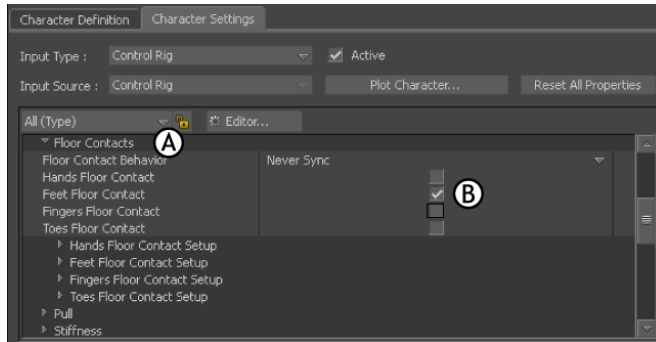 Character Definition Character Settings
Input Type : Control Rig Active
Input Source : Control Rig Plot Character... Reset All Properties
All (Type) Editor...
Floor Contacts A
Floor Contact Behavior Never Sync
Hands Floor Contact
Feet Floor Contact B
Fingers Floor Contact
Toes Floor Contact
Hands Floor Contact Setup
Feet Floor Contact Setup
Fingers Floor Contact Setup
Toes Floor Contact Setup
Pull
Stiffness